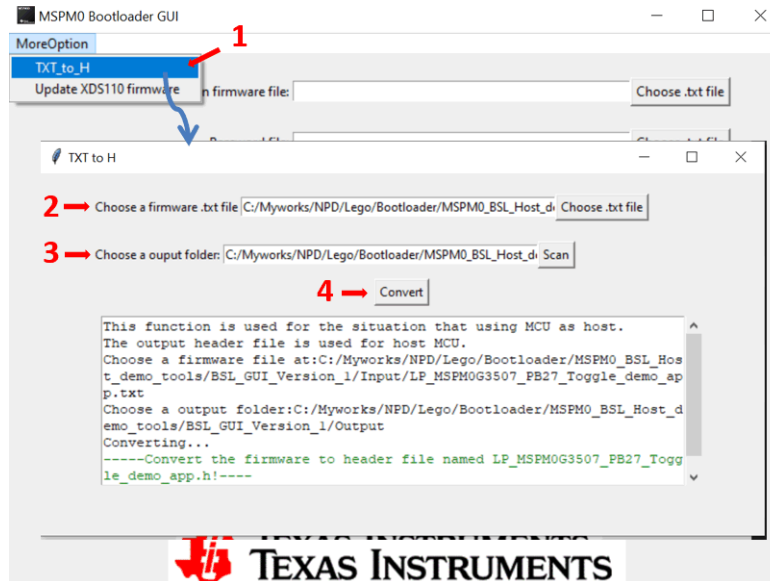 MSPM0 Bootloader GUI
1
MoreOption
TXT_to_H
Update XDS110 firmware
n firmware file:
Choose .txt file
TXT to H
2
Choose a firmware .txt file
C:/Myworks/NPD/Lego/Bootloader/MSPM0_BSL_Host_d
Choose .txt file
3
Choose a ouput folder:
C:/Myworks/NPD/Lego/Bootloader/MSPM0_BSL_Host_d
Scan
4
Convert
This function is used for the situation that using MCU as host.
The output header file is used for host MCU.
Choose a firmware file at:C:/Myworks/NPD/Lego/Bootloader/MSPM0_BSL_Hos
t_demo_tools/BSL_GUI_Version_1/Input/LP_MSPM0G3507_PB27_Toggle_demo_ap
p.txt
Choose a output folder:C:/Myworks/NPD/Lego/Bootloader/MSPM0_BSL_Host_d
emo_tools/BSL_GUI_Version_1/Output
Converting...
-----Convert the firmware to header file named LP_MSPM0G3507_PB27_Togg
le_demo_app.h!----
TEXAS INSTRUMENTS